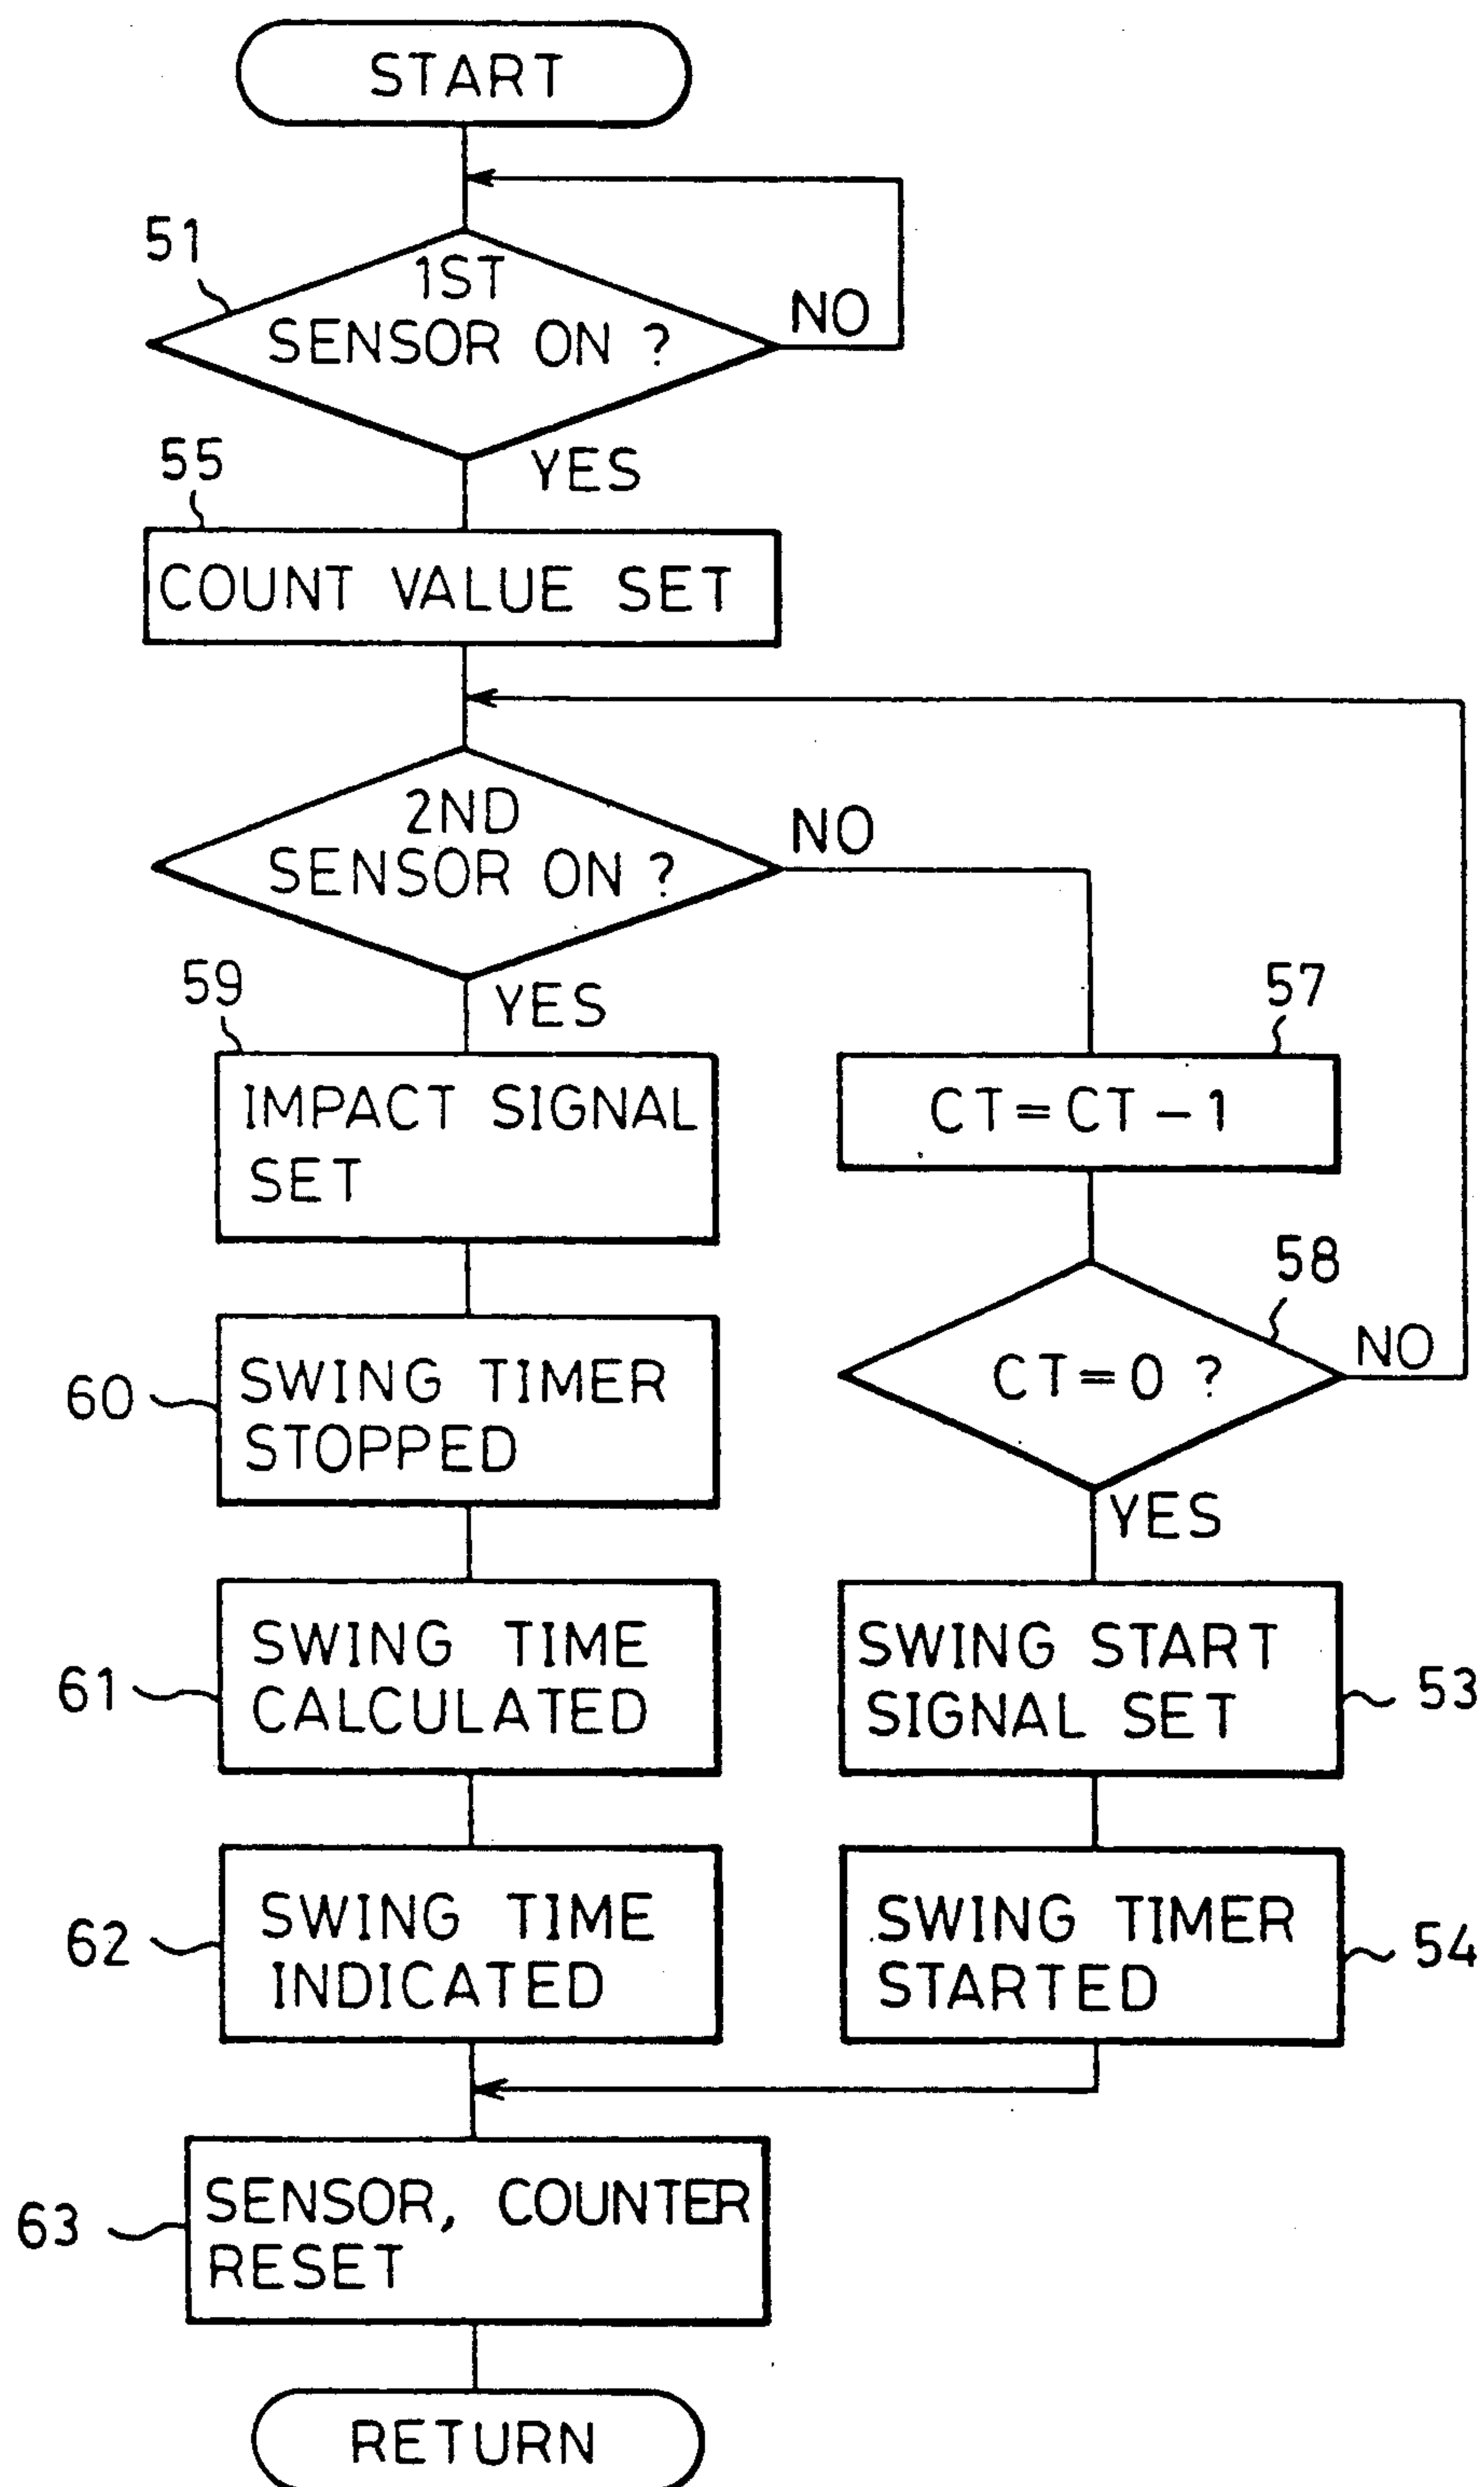 START
51
1ST
SENSOR ON ?
NO
YES
55
COUNT VALUE SET
2ND
SENSOR ON ?
NO
YES
59
IMPACT SIGNAL
SET
57
CT=CT-1
58
CT=0 ?
NO
YES
60
SWING TIMER
STOPPED
61
SWING TIME
CALCULATED
SWING START
SIGNAL SET
53
62
SWING TIME
INDICATED
SWING TIMER
STARTED
54
63
SENSOR, COUNTER
RESET
RETURN